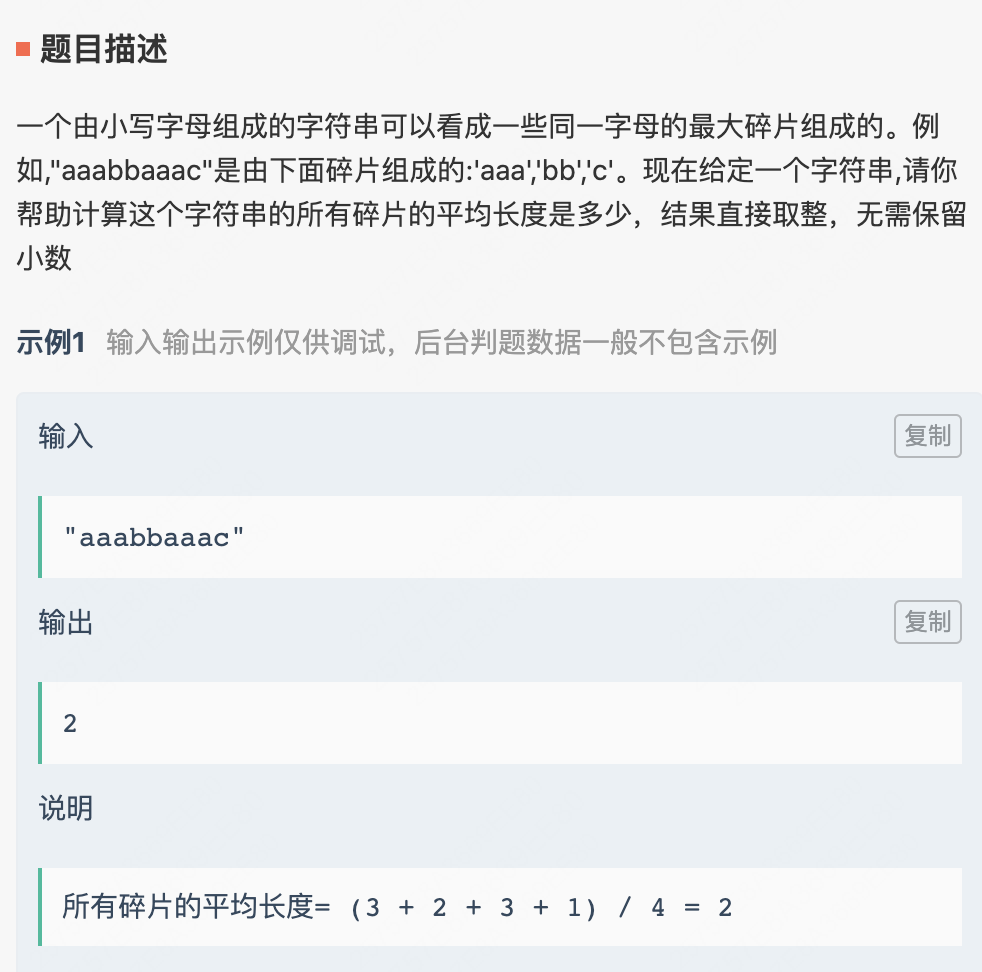 题目描述
一个由小写字母组成的字符串可以看成一些同一字母的最大碎片组成的。例
如,"aaabbaaac"是由下面碎片组成的:'aaa','bb','c'。现在给定一个字符串,请你
帮助计算这个字符串的所有碎片的平均长度是多少，结果直接取整，无需保留
小数
示例1 输入输出示例仅供调试，后台判题数据一般不包含示例
输入 复制
"aaabbaaac"
输出 复制
2
说明
所有碎片的平均长度= (3 + 2 + 3 + 1) / 4 = 2